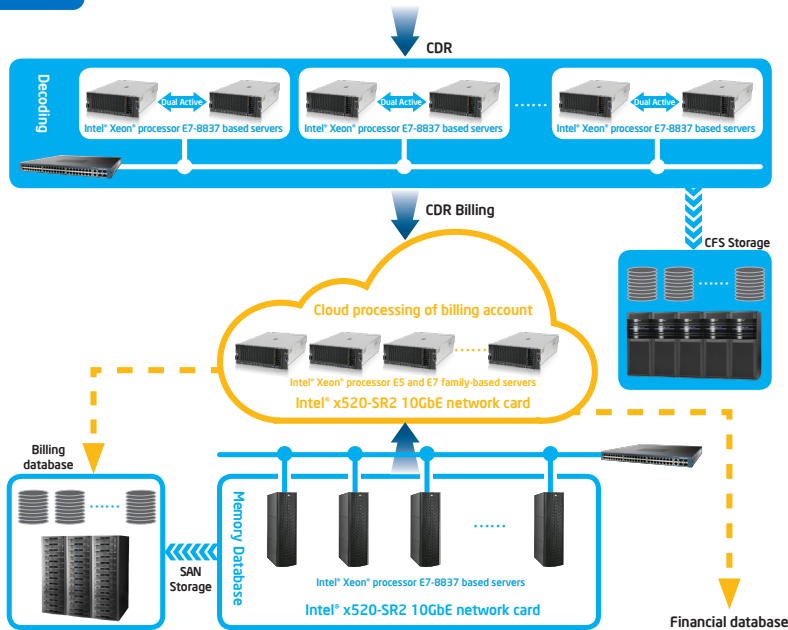 CDR
Decoding
Dual Active
Dual Active
......
Dual Active
Intel® Xeon® processor E7-8837 based servers
Intel® Xeon® processor E7-8837 based servers
Intel® Xeon® processor E7-8837 based servers
CDR Billing
CFS Storage
......
Cloud processing of billing account
......
Intel® Xeon® processor E5 and E7 family-based servers
Intel® x520-SR2 10GbE network card
Billing
database
......
Memory Database
......
SAN
Storage
Intel® Xeon® processor E7-8837 based servers
Intel® x520-SR2 10GbE network card
Financial database